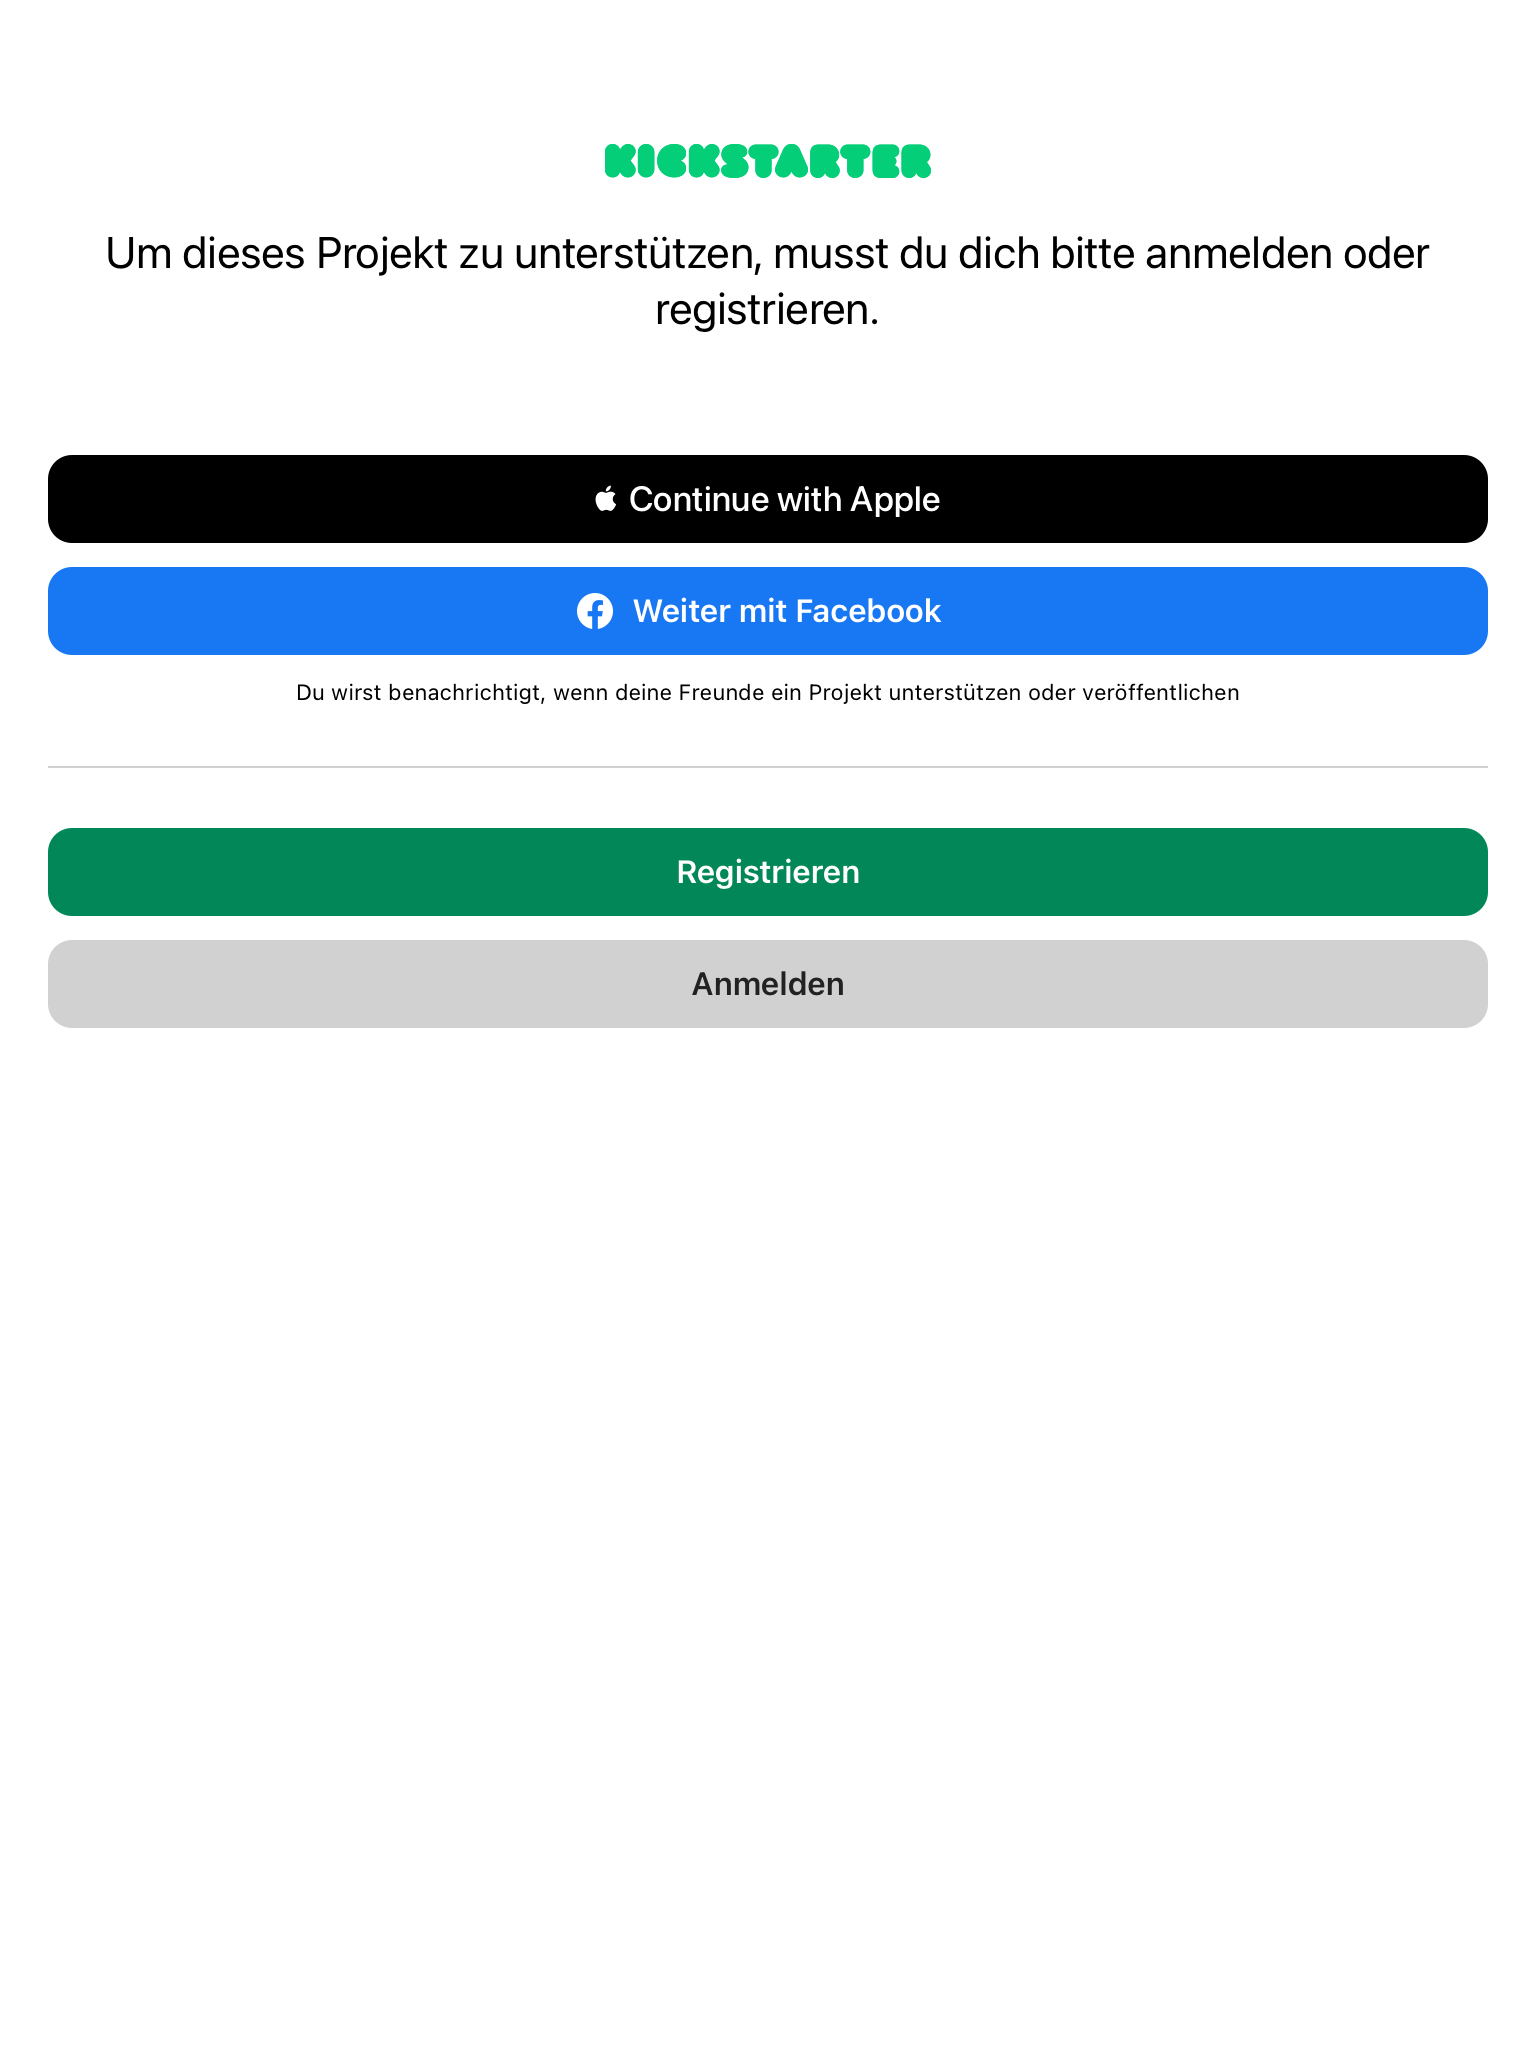 KICKSTARTER
Um dieses Projekt zu unterstützen, musst du dich bitte anmelden oder
registrieren.
Continue with Apple
Weiter mit Facebook
Du wirst benachrichtigt, wenn deine Freunde ein Projekt unterstützen oder veröffentlichen
Registrieren
Anmelden